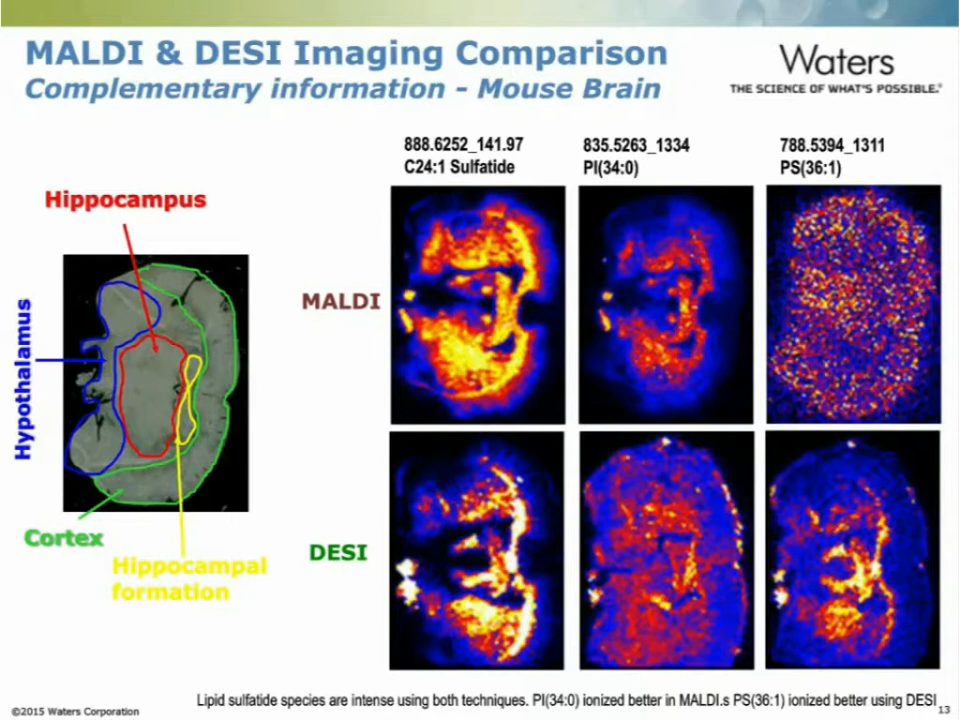 MALDI & DESI Imaging Comparison
Complementary information - Mouse Brain
Waters
THE SCIENCE OF WHAT'S POSSIBLE.®
888.6252_141.97
C24:1 Sulfatide
835.5263_1334
PI(34:0)
788.5394_1311
PS(36:1)
Hippocampus
Hypothalamus
MALDI
Cortex
Hippocampal
formation
DESI
Lipid sulfatide species are intense using both techniques. PI(34:0) ionized better in MALDI.s PS(36:1) ionized better using DESI
©2015 Waters Corporation
13